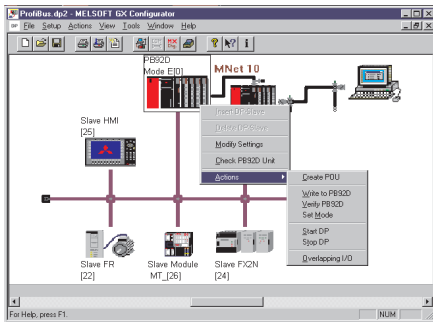 ProfiBus.dp2 - MELSOFT GX Configurator
File Setup Actions View Tools Window Help
PB92D
Mode E[0]
MNet 10
Insert DP-Slave
Delete DP-Slave
Modify Settings
Check PB92D Unit
Actions
Create POU
Write to PB92D
Verify PB92D
Set Mode
Start DP
Stop DP
Overlapping I/O
Slave HMI
[25]
Slave FR
[22]
Slave Module
MT_[26]
Slave FX2N
[24]
For Help, press F1.
NUM